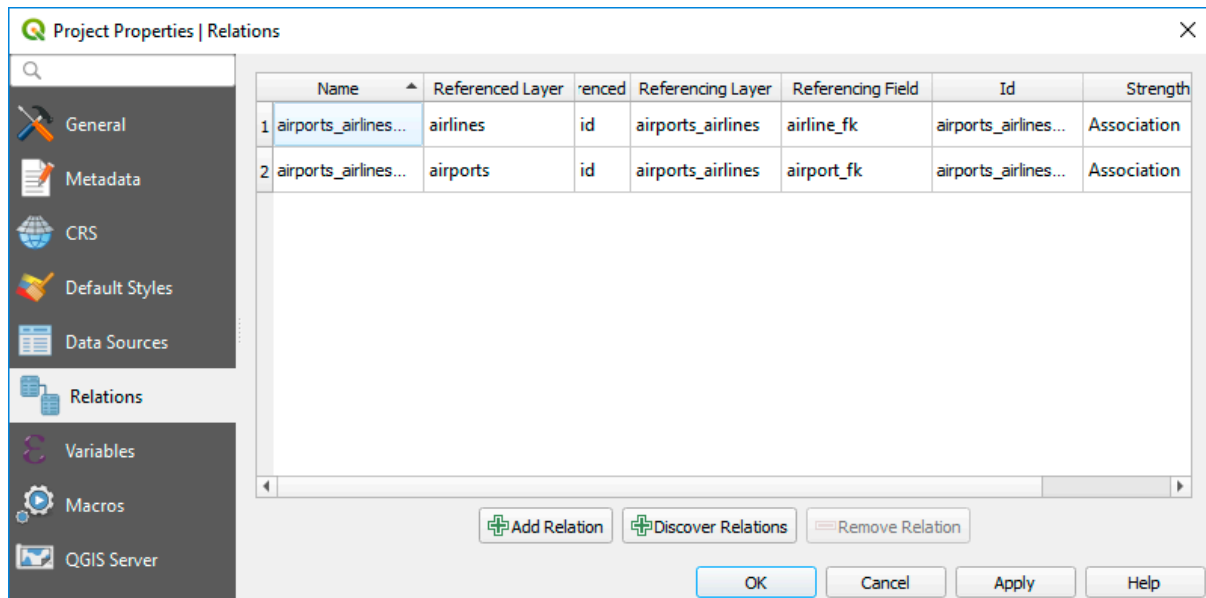 Project Properties | Relations
General
Metadata
CRS
Default Styles
Data Sources
Relations
Variables
Macros
QGIS Server
Name Referenced Layer renced Referencing Layer Referencing Field Id Strength
1 airports_airlines... airlines id airports_airlines airline_fk airports_airlines... Association
2 airports_airlines... airports id airports_airlines airport_fk airports_airlines... Association
Add Relation Discover Relations Remove Relation
OK Cancel Apply Help